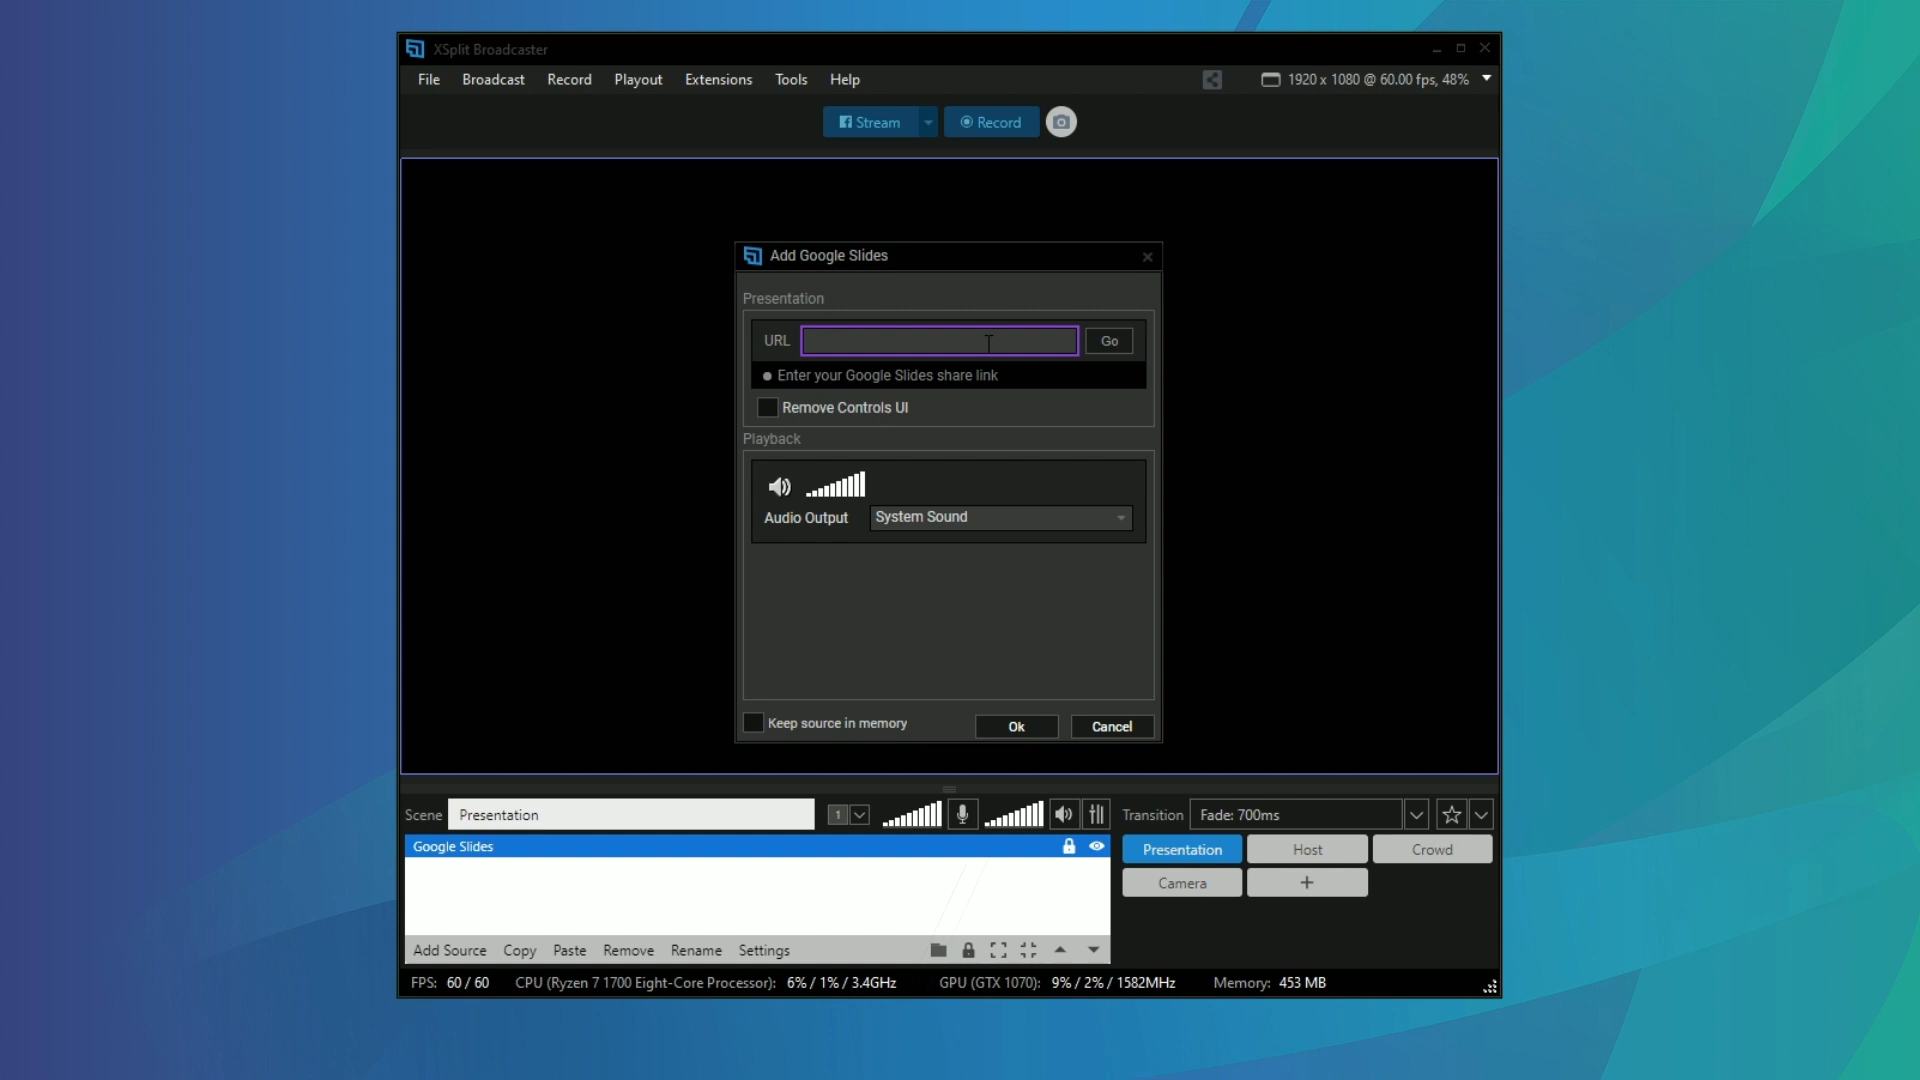 XSplit Broadcaster
File Broadcast Record Playout Extensions Tools Help 1920 x 1080 @ 60.00 fps, 48%
Stream Record
Add Google Slides
Presentation
URL Go
Enter your Google Slides share link
Remove Controls UI
Playback
Audio Output System Sound
Keep source in memory Ok Cancel
Scene Presentation 1 Transition Fade: 700ms
Google Slides
Presentation Host Crowd
Camera +
Add Source Copy Paste Remove Rename Settings
FPS: 60 / 60 CPU (Ryzen 7 1700 Eight-Core Processor): 6% / 1% / 3.4GHz GPU (GTX 1070): 9% / 2% / 1582MHz Memory: 453 MB